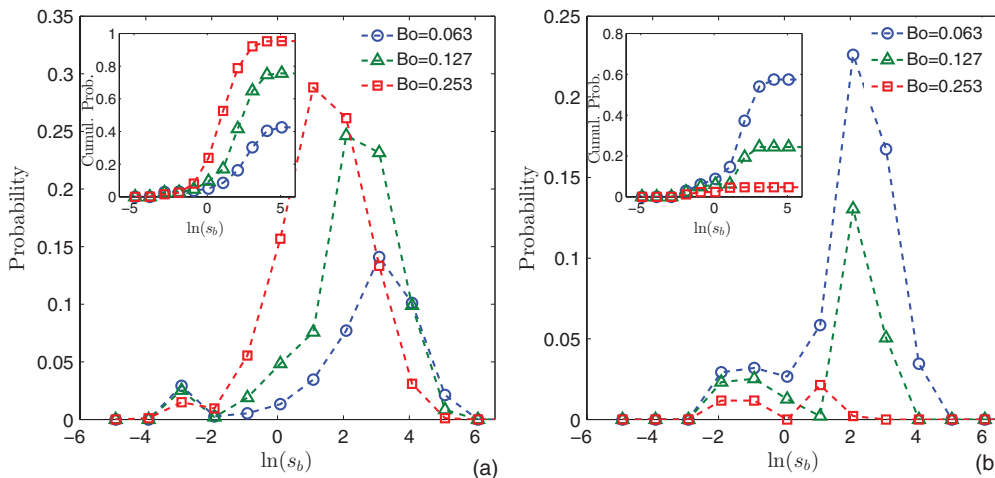 0.35
0.3
0.25
0.2
0.15
0.1
0.05
0
Probability
−6
−4
−2
0
2
4
6
ln(s_b)
(a)
Bo=0.063
Bo=0.127
Bo=0.253
1
0.8
0.6
0.4
0.2
0
Cumul. Prob.
−5
0
5
ln(s_b)
0.25
0.2
0.15
0.1
0.05
0
Probability
−6
−4
−2
0
2
4
6
ln(s_b)
(b
Bo=0.063
Bo=0.127
Bo=0.253
0.8
0.6
0.4
0.2
0
Cumul. Prob.
−5
0
5
ln(s_b)